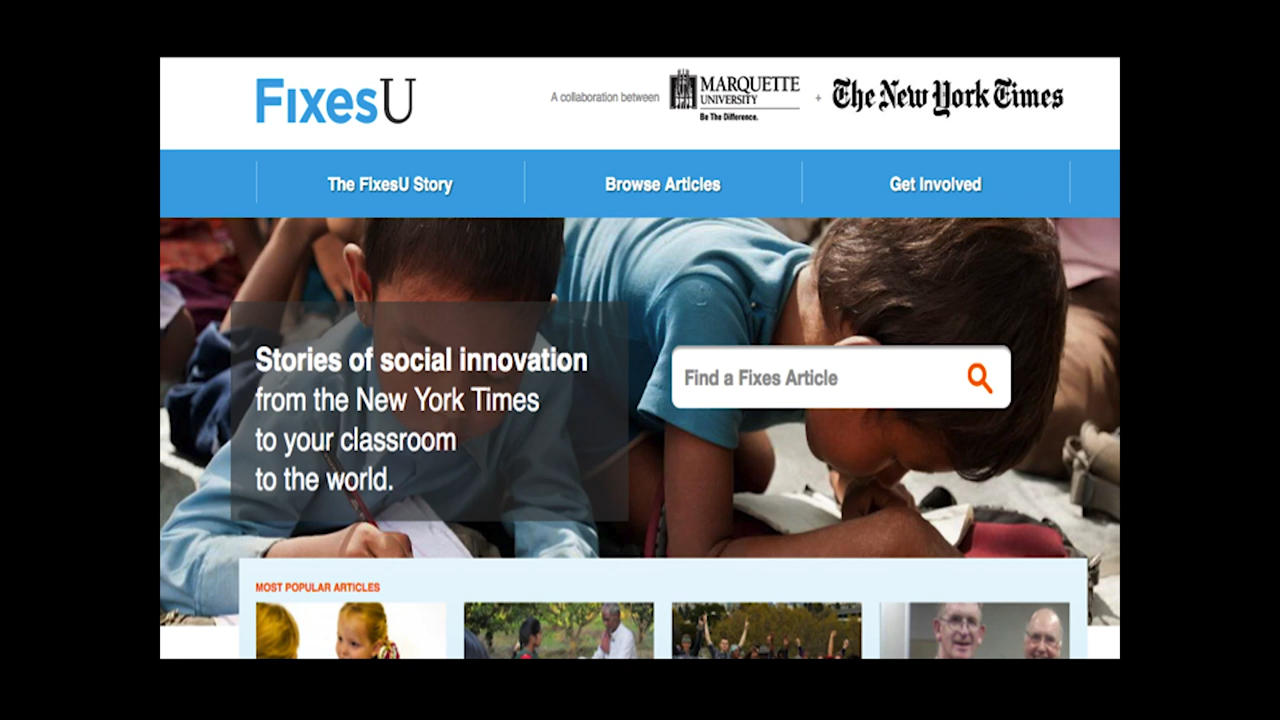 FixesU
A collaboration between
MARQUETTE
UNIVERSITY
Be The Difference.
+
The New York Times
The FixesU Story
Browse Articles
Get Involved
Stories of social innovation
from the New York Times
to your classroom
to the world.
Find a Fixes Article
MOST POPULAR ARTICLES